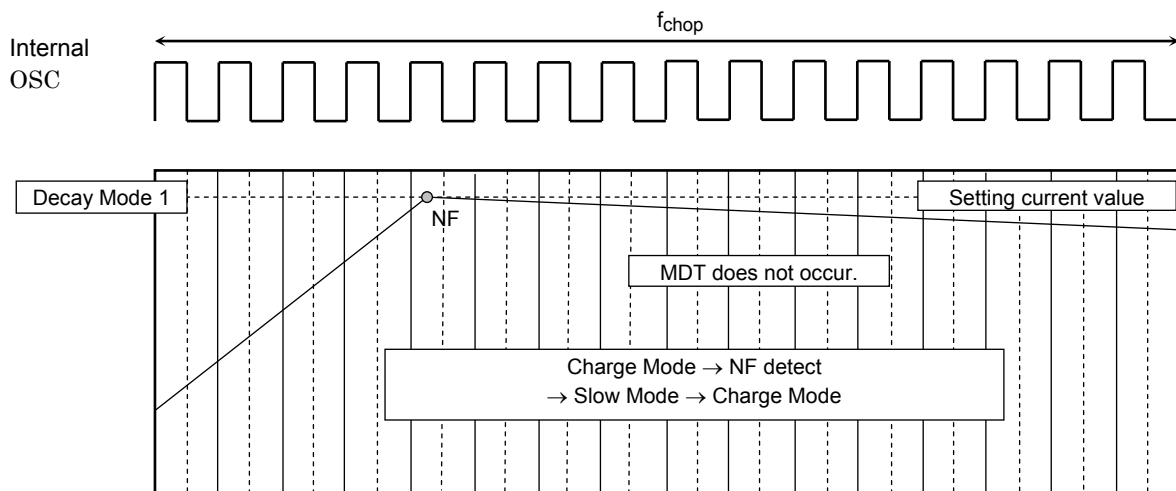 fchop
Internal
OSC
Decay Mode 1
Setting current value
NF
MDT does not occur.
Charge Mode → NF detect
→ Slow Mode → Charge Mode